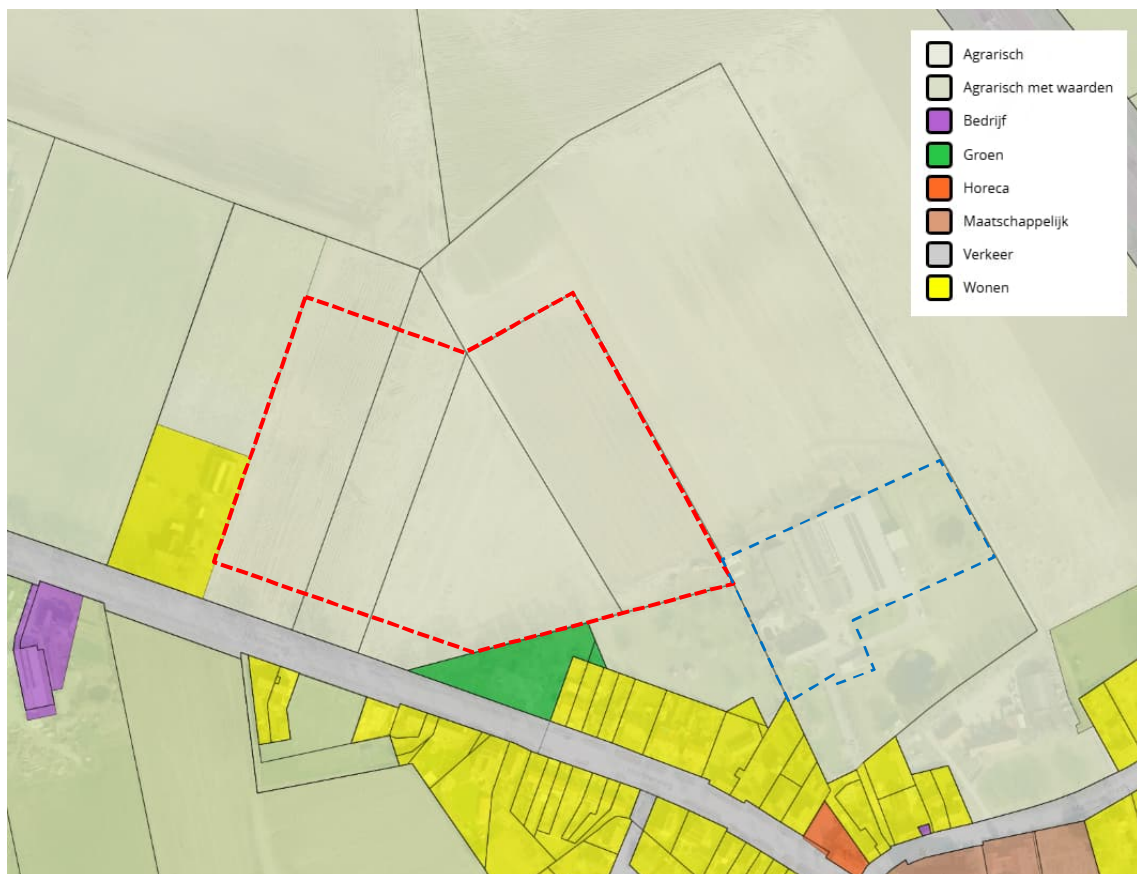 Agrarisch
Agrarisch met waarden
Bedrijf
Groen
Horeca
Maatschappelijk
Verkeer
Wonen